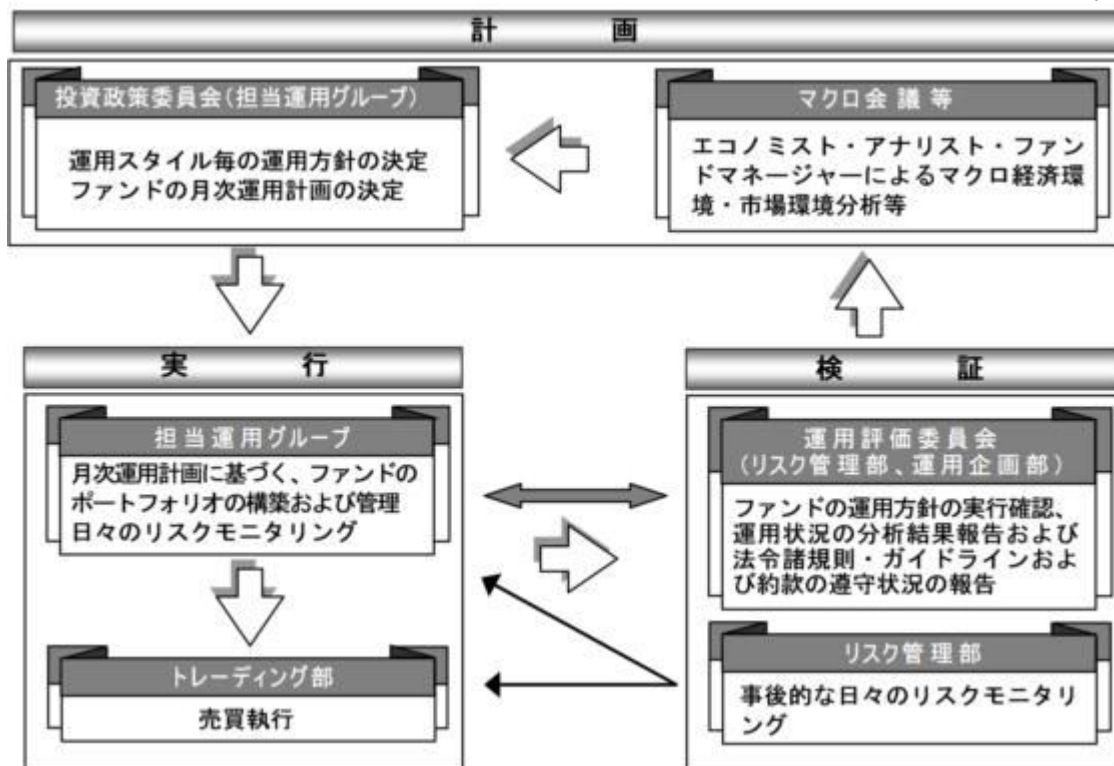 計画
投資政策委員会(担当運用グループ)
運用スタイル毎の運用方針の決定
ファンドの月次運用計画の決定
マクロ会議等
エコノミスト・アナリスト・ファン
ドマネージャーによるマクロ経済環
境・市場環境分析等
実行
担当運用グループ
月次運用計画に基づく、ファンドの
ポートフォリオの構築および管理
日々のリスクモニタリング
トレーディング部
売買執行
検証
運用評価委員会
(リスク管理部、運用企画部)
ファンドの運用方針の実行確認、
運用状況の分析結果報告および
法令諸規則・ガイドラインおよ
び約款の遵守状況の報告
リスク管理部
事後的な日々のリスクモニタリ
ング